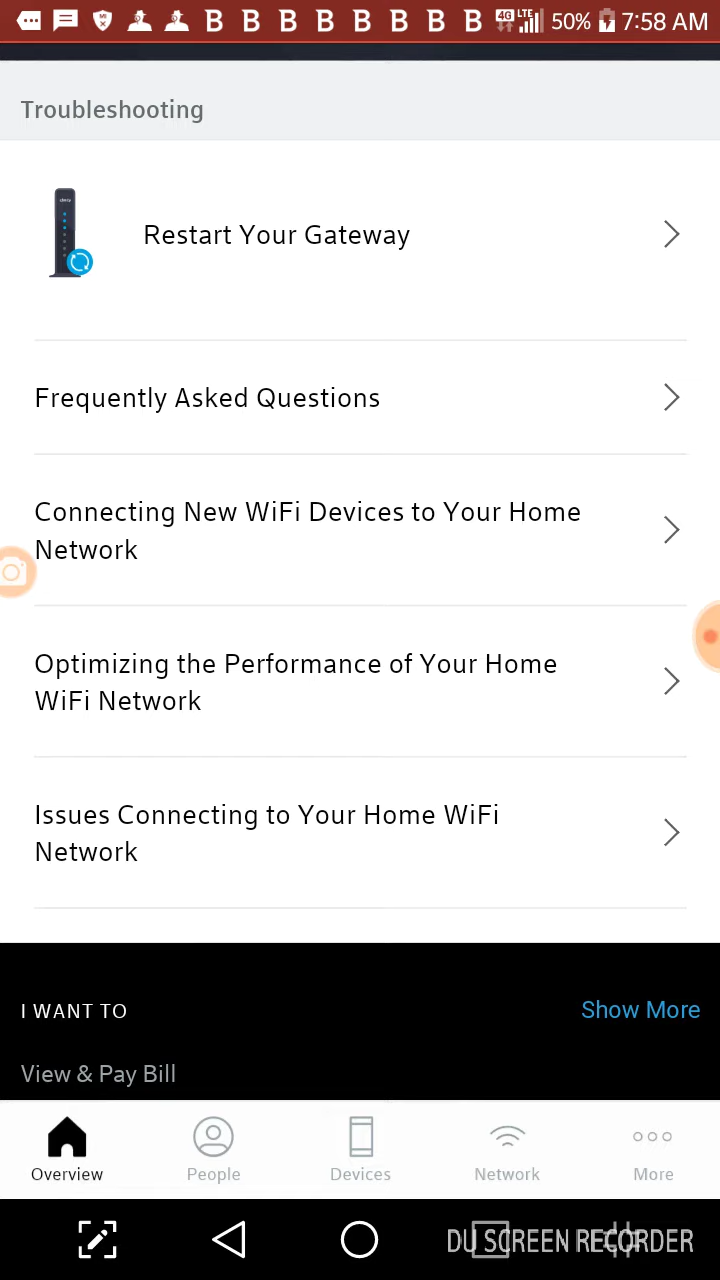 B B B B B B B B 4G LTE 50% 7:58 AM
Troubleshooting
Restart Your Gateway
Frequently Asked Questions
Connecting New WiFi Devices to Your Home
Network
Optimizing the Performance of Your Home
WiFi Network
Issues Connecting to Your Home WiFi
Network
I WANT TO
Show More
View & Pay Bill
Overview
People
Devices
Network
More
DU SCREEN RECORDER